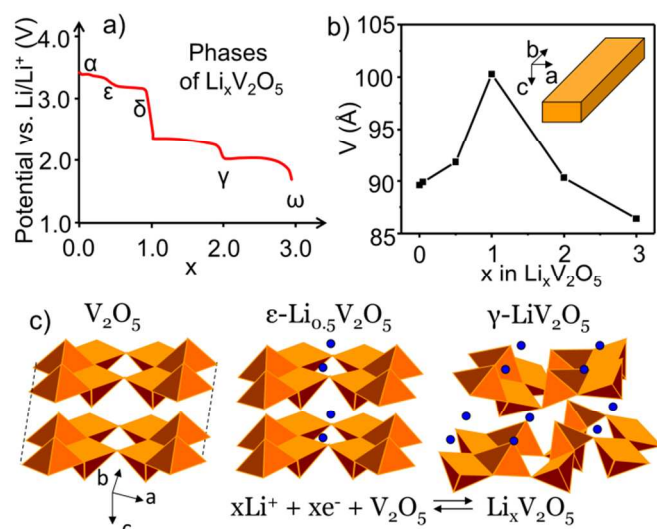 a)
Potential vs. Li/Li⁺ (V)
4.0
3.0
2.0
1.0
Phases
of LiₓV₂O₅
α
ε
δ
γ
ω
0.0 1.0 2.0 3.0
x
b)
V (Å)
105
100
95
90
85
b
a
c
0 1 2 3
x in LiₓV₂O₅
c)
V₂O₅
ε-Li₀.₅V₂O₅
γ-LiV₂O₅
b
a
c
xLi⁺ + xe⁻ + V₂O₅ ⇌ LiₓV₂O₅